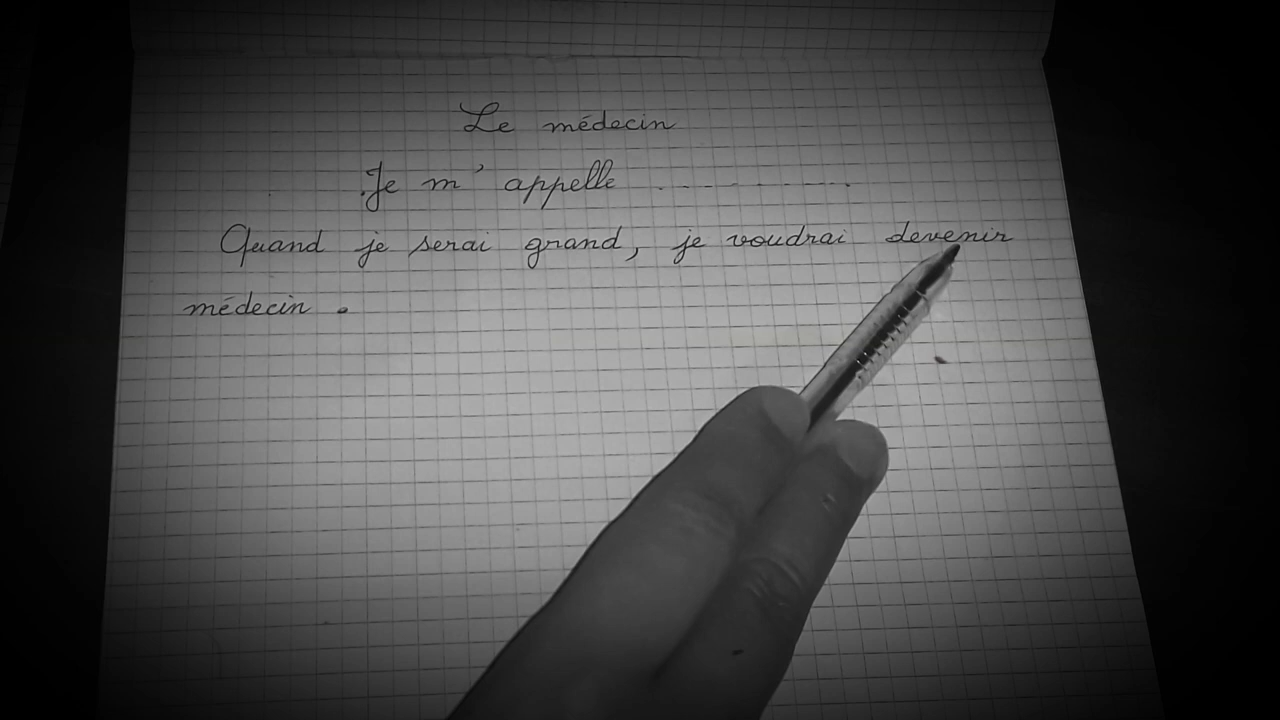 Le médecin
Je m'appelle ............
Quand je serai grand, je voudrai devenir
médecin.